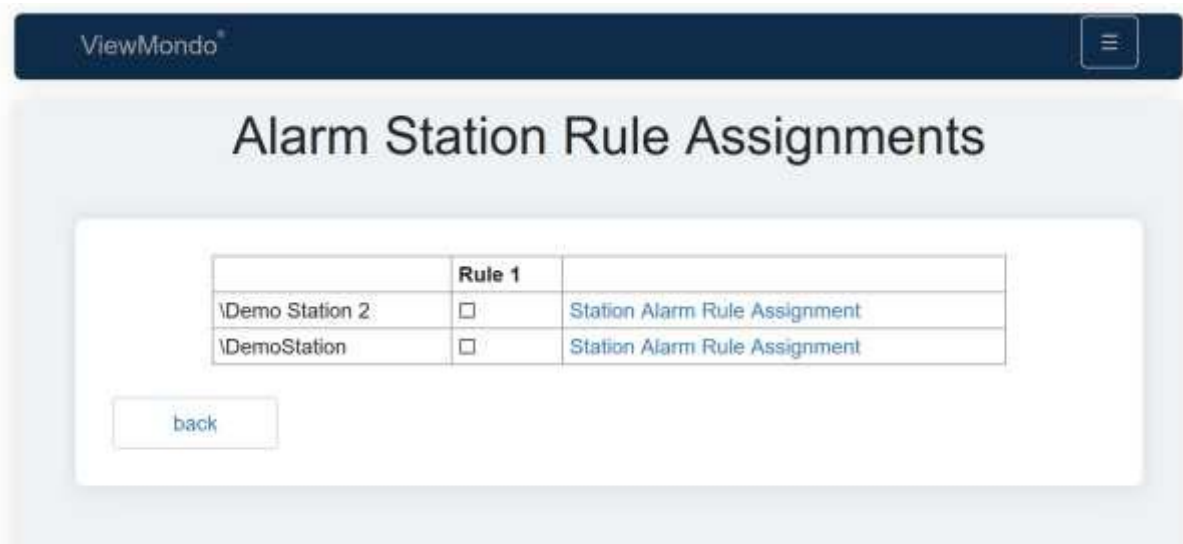 ViewMondo®
☰
Alarm Station Rule Assignments
Rule 1
\Demo Station 2 ☐ Station Alarm Rule Assignment
\DemoStation ☐ Station Alarm Rule Assignment
back